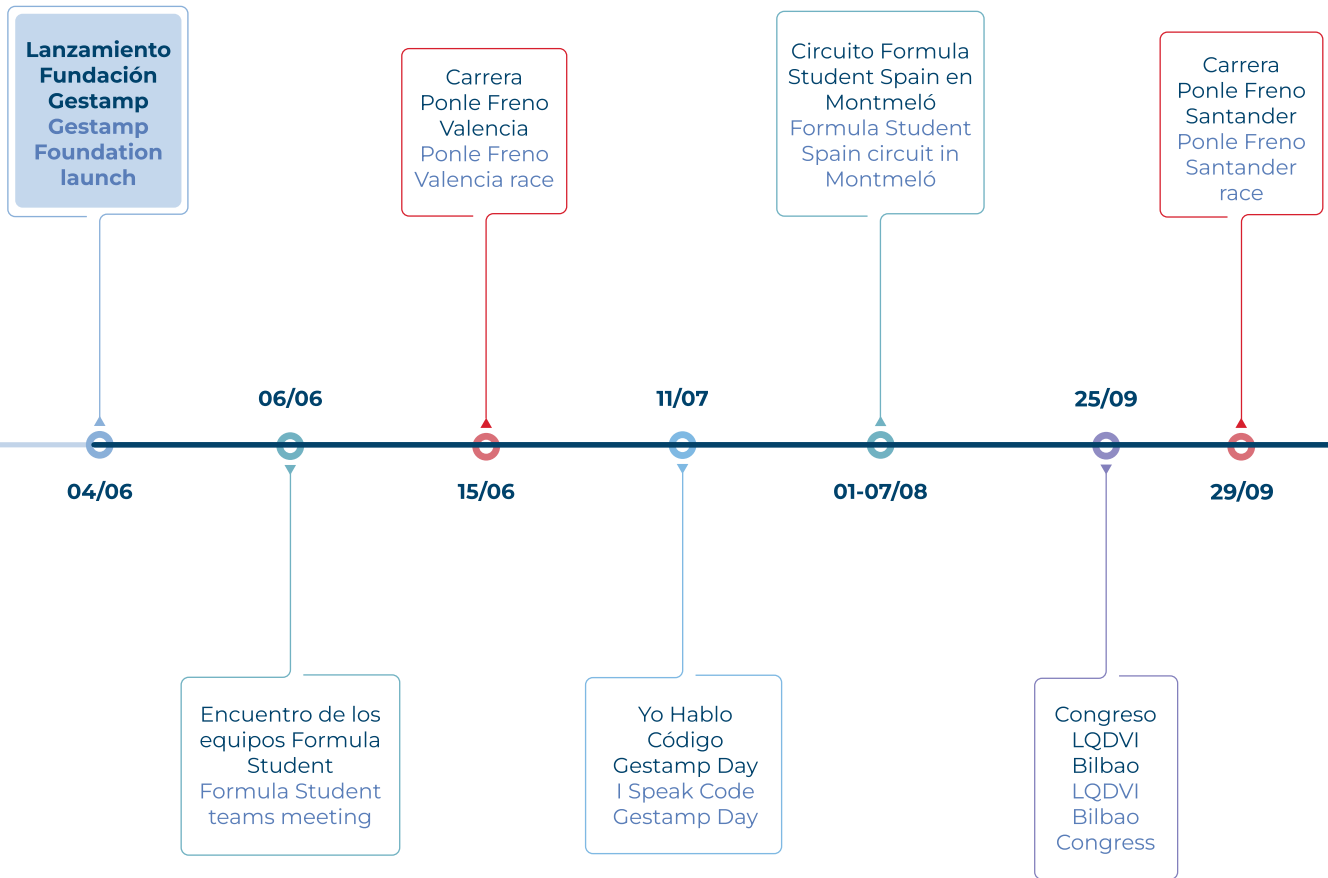 Lanzamiento
Fundación
Gestamp
Gestamp
Foundation
launch
04/06
06/06
Encuentro de los
equipos Formula
Student
Formula Student
teams meeting
Carrera
Ponle Freno
Valencia
Ponle Freno
Valencia race
15/06
11/07
Yo Hablo
Código
Gestamp Day
I Speak Code
Gestamp Day
Circuito Formula
Student Spain en
Montmeló
Formula Student
Spain circuit in
Montmeló
01-07/08
25/09
Congreso
LQDVI
Bilbao
LQDVI
Bilbao
Congress
Carrera
Ponle Freno
Santander
Ponle Freno
Santander
race
29/09